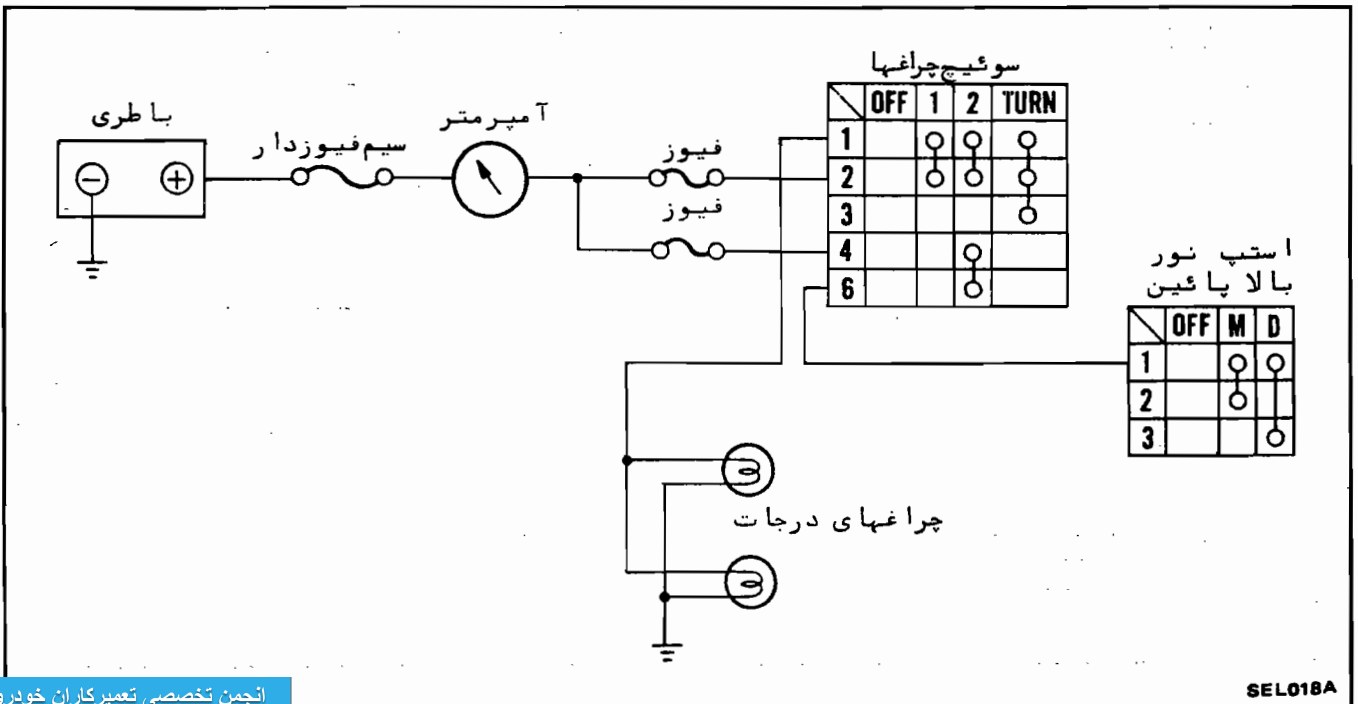 سوئیچ چراغها
OFF 1 2 TURN
1
2
3
4
6
باطری
− +
سیم فیوزدار
آمپرمتر
فیوز
فیوز
استپ نور
بالا پائین
OFF M D
1
2
3
چراغهای درجات
SEL018A
انجمن تخصصی تعمیرکاران خودرو